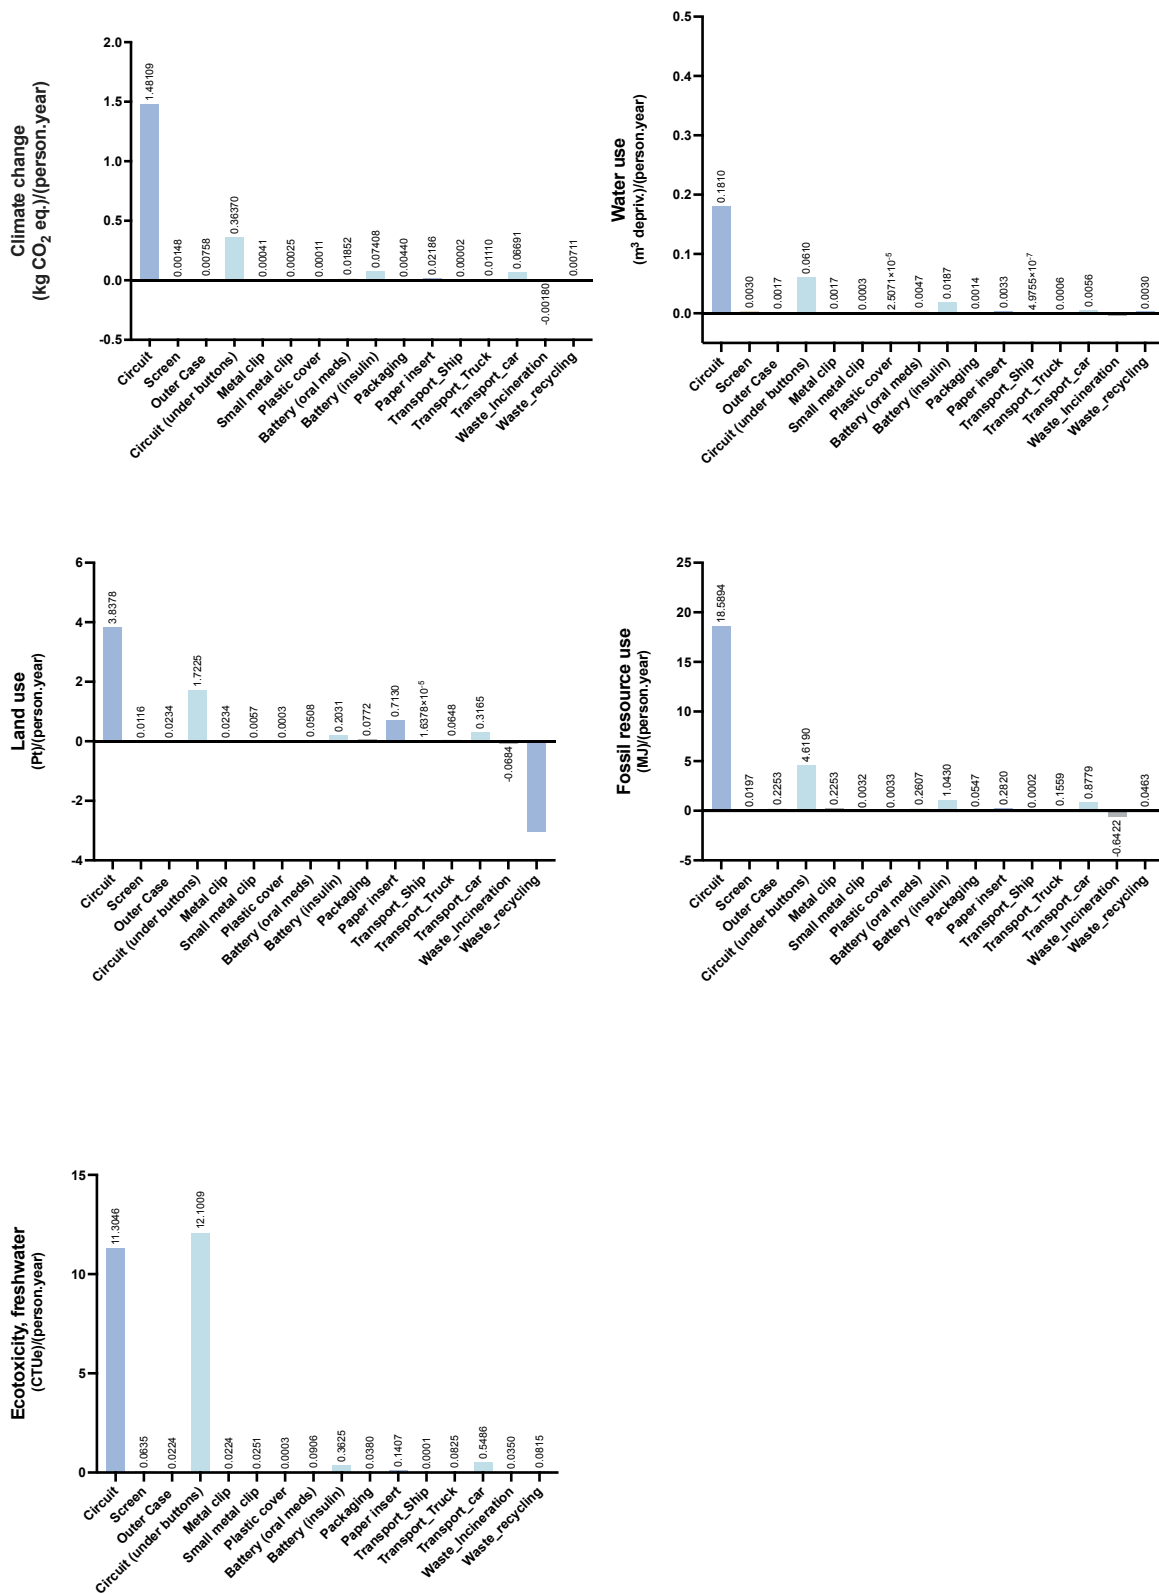 Climate change
(kg CO₂ eq.)/(person.year)
2.0
1.5
1.0
0.5
0.0
-0.5
1.48109
0.00148
0.00758
0.36370
0.00041
0.00025
0.00011
0.01852
0.07408
0.00440
0.02186
0.00002
0.01110
0.06691
-0.00180
0.00711
Circuit
Screen
Outer Case
Circuit (under buttons)
Metal clip
Small metal clip
Plastic cover
Battery (oral meds)
Battery (insulin)
Packaging
Paper insert
Transport_Ship
Transport_Truck
Transport_car
Waste_Incineration
Waste_recycling
Water use
(m³ depriv.)/(person.year)
0.5
0.4
0.3
0.2
0.1
0.0
0.1810
0.0030
0.0017
0.0610
0.0017
0.0003
2.5071×10⁻⁵
0.0047
0.0187
0.0014
0.0033
4.9755×10⁻⁷
0.0006
0.0056
0.0030
Circuit
Screen
Outer Case
Circuit (under buttons)
Metal clip
Small metal clip
Plastic cover
Battery (oral meds)
Battery (insulin)
Packaging
Paper insert
Transport_Ship
Transport_Truck
Transport_car
Waste_Incineration
Waste_recycling
Land use
(Pt)/(person.year)
6
4
2
0
-2
-4
3.8378
0.0116
0.0234
1.7225
0.0234
0.0057
0.0003
0.0508
0.2031
0.0772
0.7130
1.6378×10⁻⁵
0.0648
0.3165
-0.0684
Circuit
Screen
Outer Case
Circuit (under buttons)
Metal clip
Small metal clip
Plastic cover
Battery (oral meds)
Battery (insulin)
Packaging
Paper insert
Transport_Ship
Transport_Truck
Transport_car
Waste_Incineration
Waste_recycling
Fossil resource use
(MJ)/(person.year)
25
20
15
10
5
0
-5
18.5894
0.0197
0.2253
4.6190
0.2253
0.0032
0.0033
0.2607
1.0430
0.0547
0.2820
0.0002
0.1559
0.8779
-0.6422
0.0463
Circuit
Screen
Outer Case
Circuit (under buttons)
Metal clip
Small metal clip
Plastic cover
Battery (oral meds)
Battery (insulin)
Packaging
Paper insert
Transport_Ship
Transport_Truck
Transport_car
Waste_Incineration
Waste_recycling
Ecotoxicity, freshwater
(CTUe)/(person.year)
15
10
5
0
11.3046
0.0635
0.0224
12.1009
0.0224
0.0251
0.0003
0.0906
0.3625
0.0380
0.1407
0.0001
0.0825
0.5486
0.0350
0.0815
Circuit
Screen
Outer Case
Circuit (under buttons)
Metal clip
Small metal clip
Plastic cover
Battery (oral meds)
Battery (insulin)
Packaging
Paper insert
Transport_Ship
Transport_Truck
Transport_car
Waste_Incineration
Waste_recycling